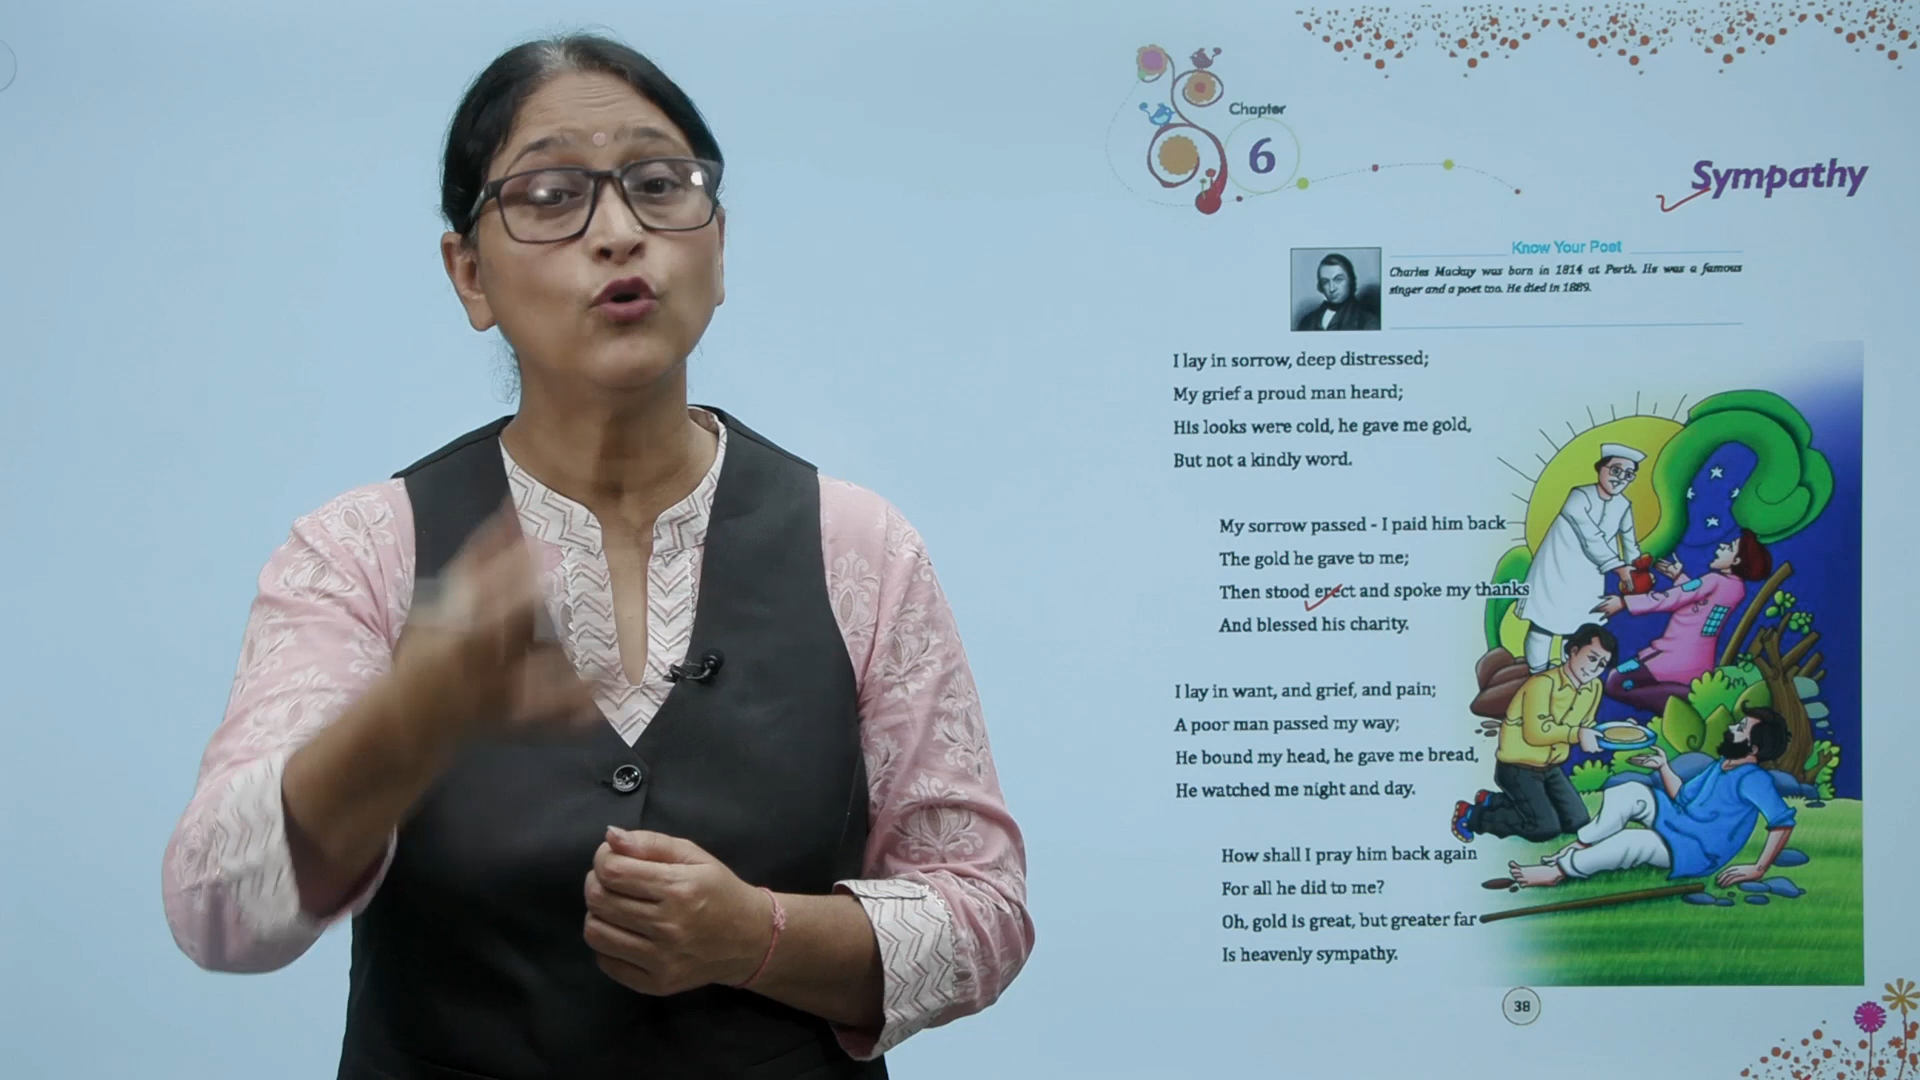 Chapter
6
Sympathy
Know Your Poet
Charles Mackay was born in 1814 at Perth. He was a famous
singer and a poet too. He died in 1889.
I lay in sorrow, deep distressed;
My grief a proud man heard;
His looks were cold, he gave me gold,
But not a kindly word.
My sorrow passed - I paid him back
The gold he gave to me;
Then stood erect and spoke my thanks
And blessed his charity.
I lay in want, and grief, and pain;
A poor man passed my way;
He bound my head, he gave me bread,
He watched me night and day.
How shall I pray him back again
For all he did to me?
Oh, gold is great, but greater far
Is heavenly sympathy.
38